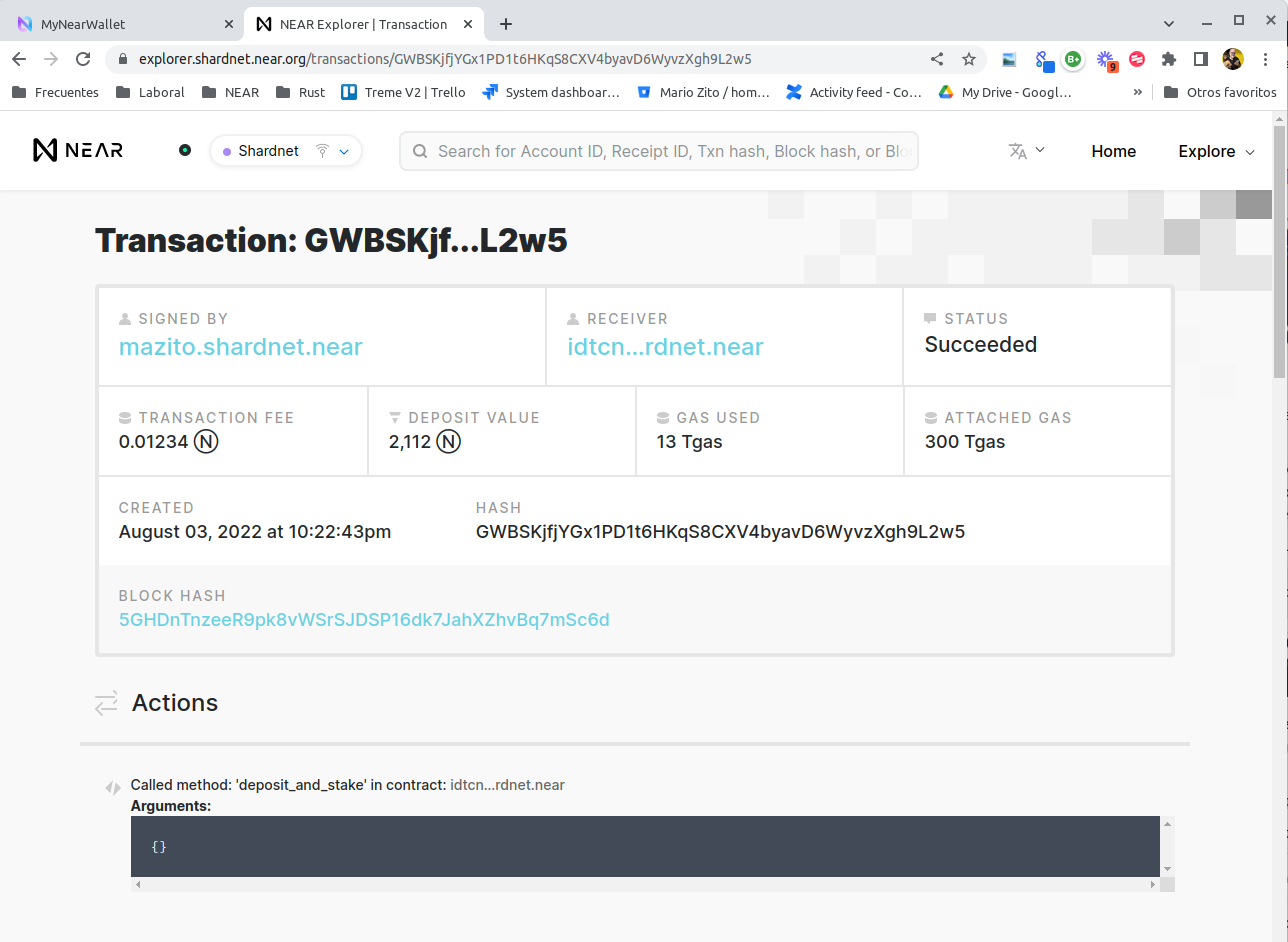 MyNearWallet
NEAR Explorer | Transaction
explorer.shardnet.near.org/transactions/GWBSKjfjYGx1PD1t6HKqS8CXV4byavD6WyvzXgh9L2w5
B+
9
Frecuentes
Laboral
NEAR
Rust
Treme V2 | Trello
System dashboar...
Mario Zito / hom...
Activity feed - Co...
My Drive - Googl...
»
Otros favoritos
NEAR
Shardnet
Search for Account ID, Receipt ID, Txn hash, Block hash, or Blo
Home
Explore
Transaction: GWBSKjf...L2w5
SIGNED BY
mazito.shardnet.near
RECEIVER
idtcn...rdnet.near
STATUS
Succeeded
TRANSACTION FEE
0.01234 Ⓝ
DEPOSIT VALUE
2,112 Ⓝ
GAS USED
13 Tgas
ATTACHED GAS
300 Tgas
CREATED
August 03, 2022 at 10:22:43pm
HASH
GWBSKjfjYGx1PD1t6HKqS8CXV4byavD6WyvzXgh9L2w5
BLOCK HASH
5GHDnTnzeeR9pk8vWSrSJDSP16dk7JahXZhvBq7mSc6d
Actions
Called method: 'deposit_and_stake' in contract: idtcn...rdnet.near
Arguments:
{}